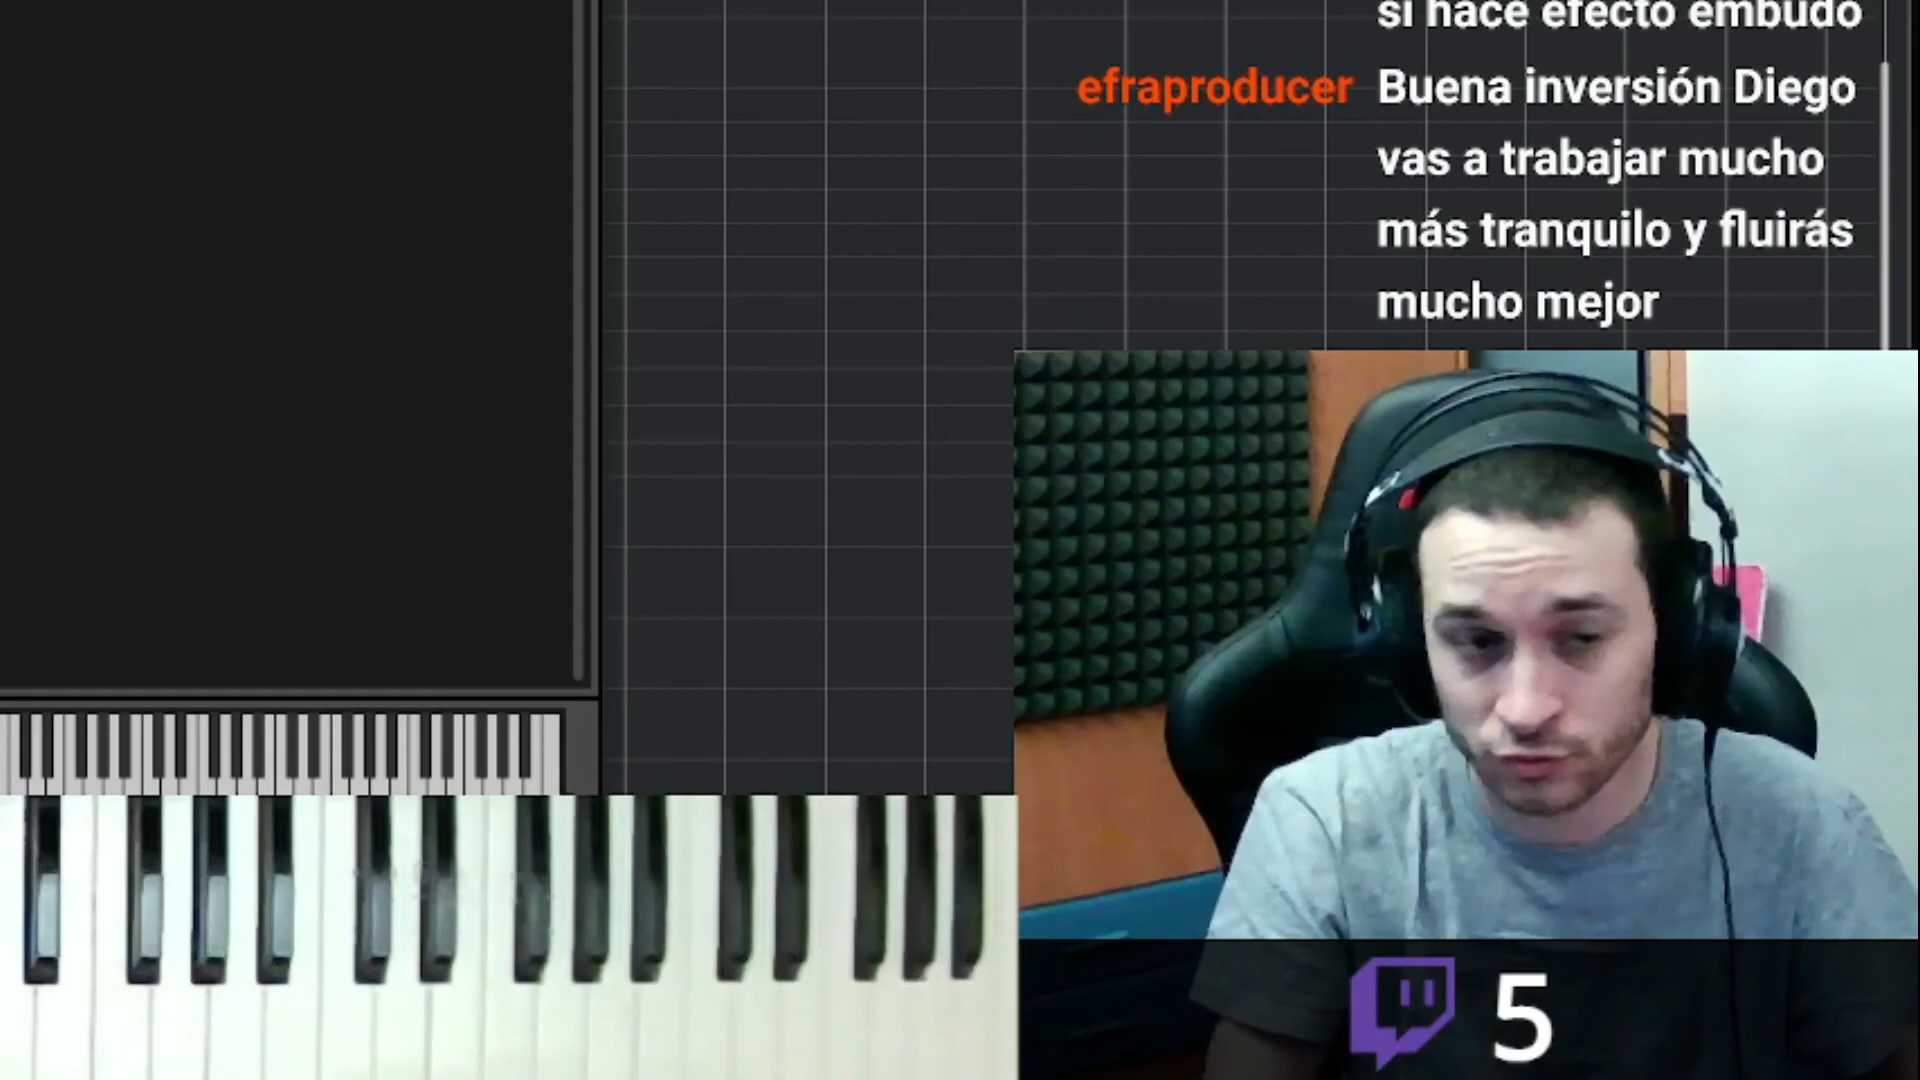 si hace efecto embudo
efraproducer Buena inversión Diego
vas a trabajar mucho
más tranquilo y fluirás
mucho mejor
5